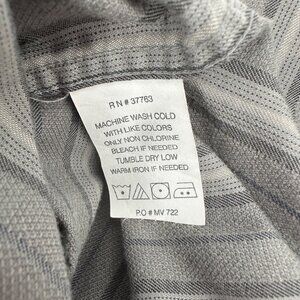 RN # 37763
MACHINE WASH COLD
WITH LIKE COLORS
ONLY NON CHLORINE
BLEACH IF NEEDED
TUMBLE DRY LOW
WARM IRON IF NEEDED
P.O # MV 722